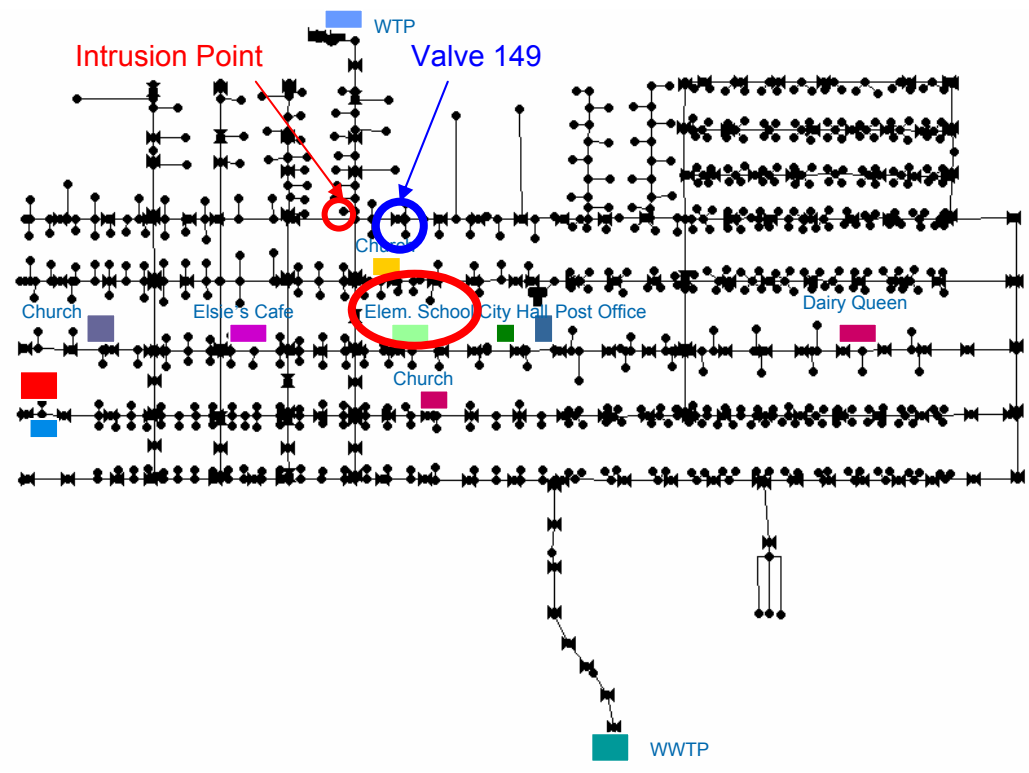 WTP
Intrusion Point
Valve 149
Church
Dairy Queen
Church
Elsie's Cafe
Elem. School
City Hall
Post Office
Church
WWTP